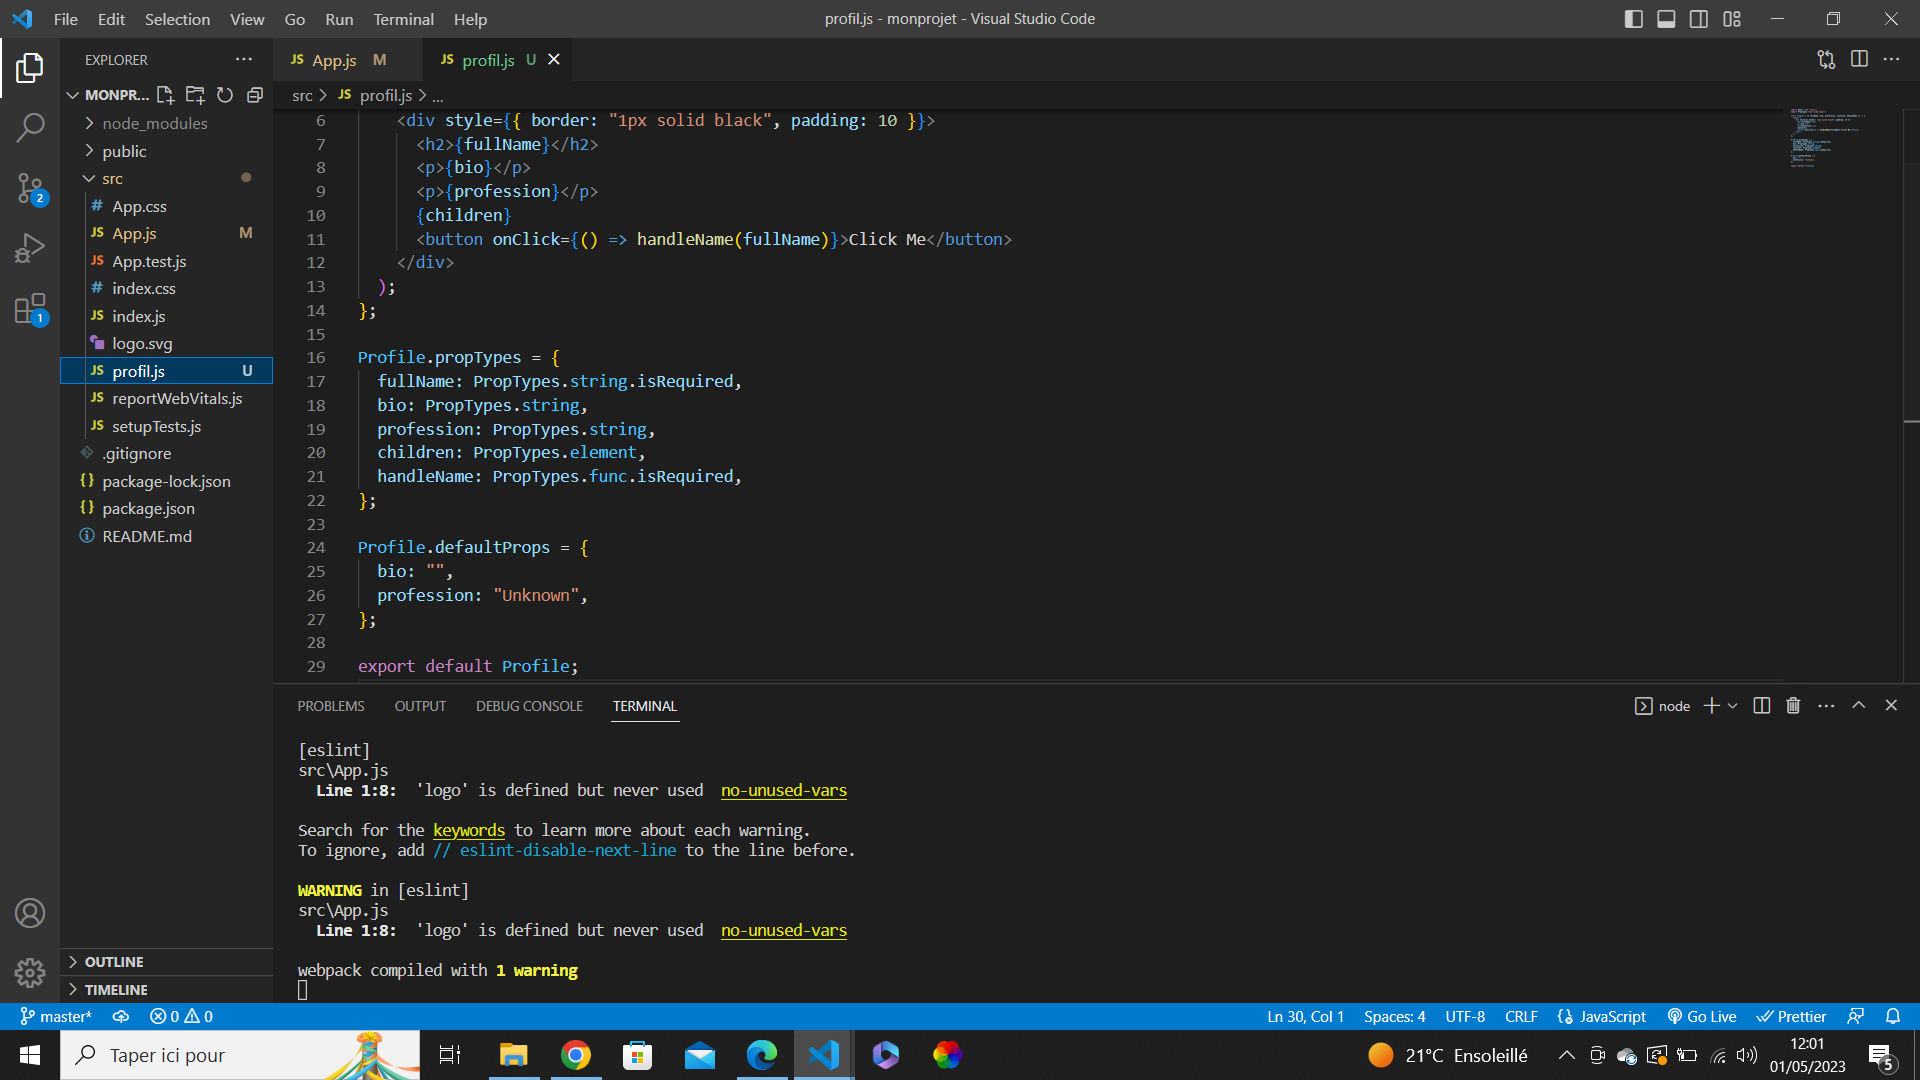 File Edit Selection View Go Run Terminal Help
profil.js - monprojet - Visual Studio Code
EXPLORER
MONPR...
node_modules
public
src
App.css
App.js M
App.test.js
index.css
index.js
logo.svg
profil.js U
reportWebVitals.js
setupTests.js
.gitignore
package-lock.json
package.json
README.md
OUTLINE
TIMELINE
2
1
JS App.js M
JS profil.js U
src > JS profil.js > ...
6 <div style={{ border: "1px solid black", padding: 10 }}>
7 <h2>{fullName}</h2>
8 <p>{bio}</p>
9 <p>{profession}</p>
10 {children}
11 <button onClick={() => handleName(fullName)}>Click Me</button>
12 </div>
13 );
14 };
15
16 Profile.propTypes = {
17 fullName: PropTypes.string.isRequired,
18 bio: PropTypes.string,
19 profession: PropTypes.string,
20 children: PropTypes.element,
21 handleName: PropTypes.func.isRequired,
22 };
23
24 Profile.defaultProps = {
25 bio: "",
26 profession: "Unknown",
27 };
28
29 export default Profile;
PROBLEMS OUTPUT DEBUG CONSOLE TERMINAL
node
[eslint]
src\App.js
Line 1:8: 'logo' is defined but never used no-unused-vars
Search for the keywords to learn more about each warning.
To ignore, add // eslint-disable-next-line to the line before.
WARNING in [eslint]
src\App.js
Line 1:8: 'logo' is defined but never used no-unused-vars
webpack compiled with 1 warning
master* 0 0
Ln 30, Col 1 Spaces: 4 UTF-8 CRLF JavaScript Go Live Prettier
Taper ici pour
21°C Ensoleillé
12:01
01/05/2023
5